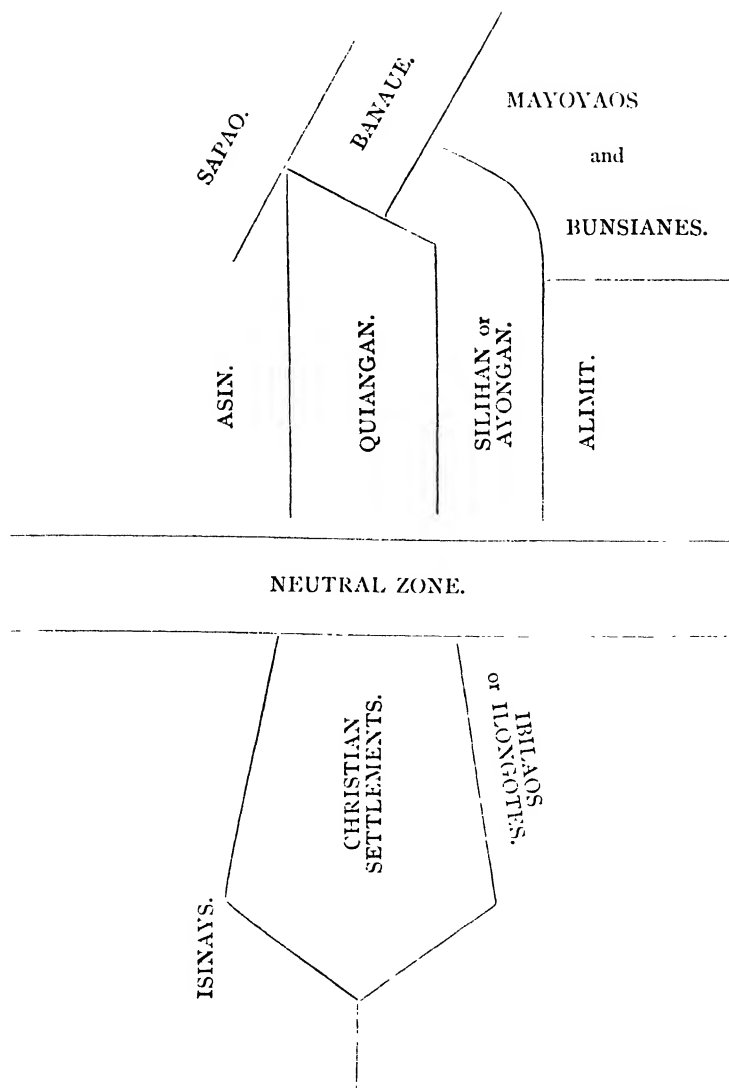 SAPAO.
BANAUE.
MAYOYAOS
and
BUNSIANES.
ASIN.
QUIANGAN.
SILIHAN or
AYONGAN.
ALIMIT.
NEUTRAL ZONE.
CHRISTIAN
SETTLEMENTS.
IBILAOS
or ILONGOTES.
ISINAYS.